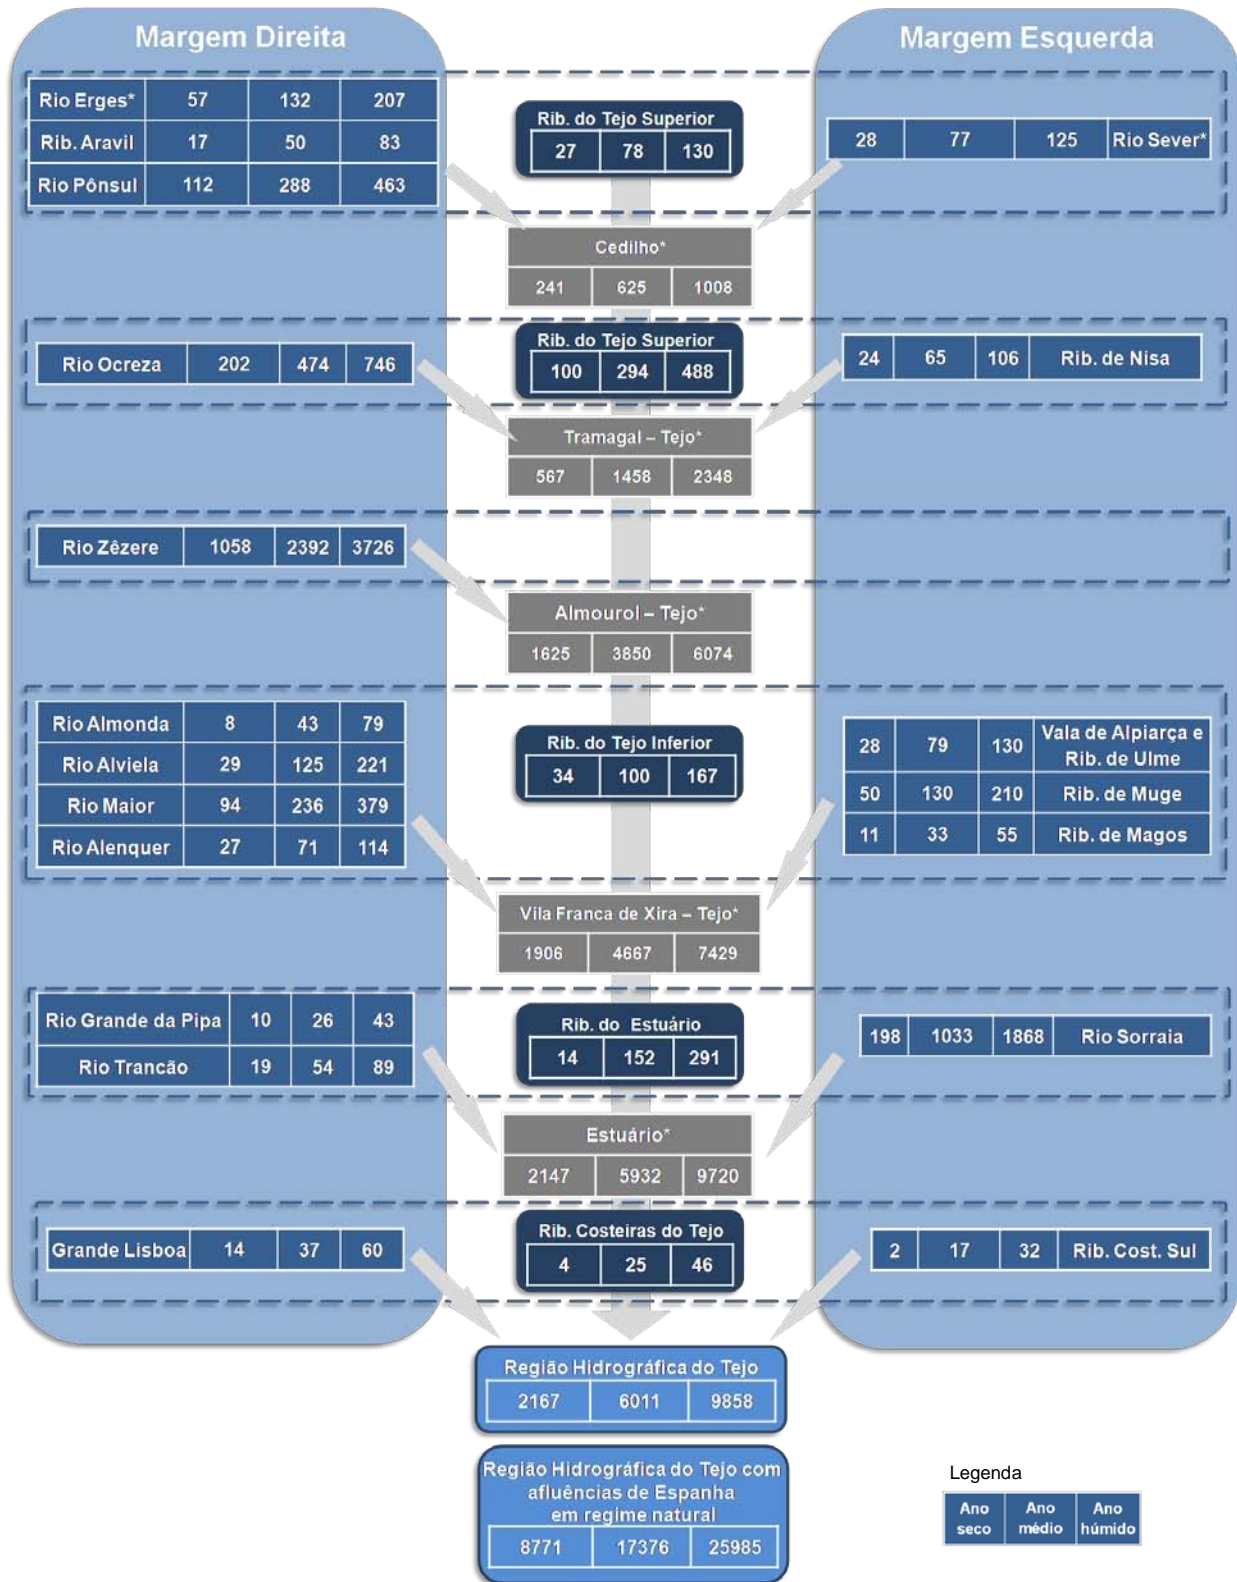 Margem Direita
Margem Esquerda
Rio Erges* 57 132 207
Rib. Aravil 17 50 83
Rio Pônsul 112 288 463
Rib. do Tejo Superior
27 78 130
28 77 125 Rio Sever*
Cedilho*
241 625 1008
Rio Ocreza 202 474 746
Rib. do Tejo Superior
100 294 488
24 65 106 Rib. de Nisa
Tramagal – Tejo*
567 1458 2348
Rio Zêzere 1058 2392 3726
Almourol – Tejo*
1625 3850 6074
Rio Almonda 8 43 79
Rio Alviela 29 125 221
Rio Maior 94 236 379
Rio Alenquer 27 71 114
Rib. do Tejo Inferior
34 100 167
28 79 130 Vala de Alpiarça e
Rib. de Ulme
50 130 210 Rib. de Muge
11 33 55 Rib. de Magos
Vila Franca de Xira – Tejo*
1906 4667 7429
Rio Grande da Pipa 10 26 43
Rio Trancão 19 54 89
Rib. do Estuário
14 152 291
198 1033 1868 Rio Sorraia
Estuário*
2147 5932 9720
Grande Lisboa 14 37 60
Rib. Costeiras do Tejo
4 25 46
2 17 32 Rib. Cost. Sul
Região Hidrográfica do Tejo
2167 6011 9858
Região Hidrográfica do Tejo com
afluências de Espanha
em regime natural
8771 17376 25985
Legenda
Ano Ano Ano
seco médio húmido